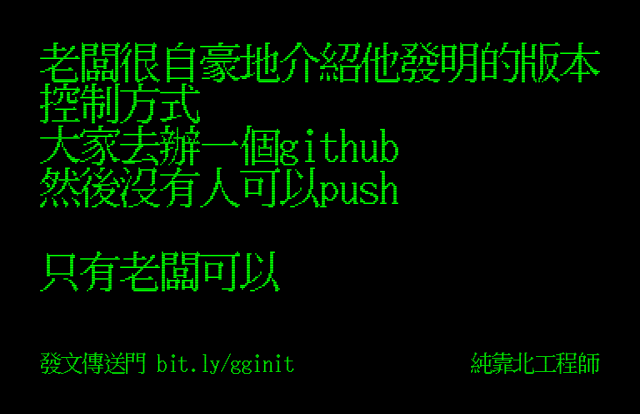 老闆很自豪地介紹他發明的版本
控制方式
大家去辦一個github
然後沒有人可以push
只有老闆可以
發文傳送門 bit.ly/gginit
純靠北工程師